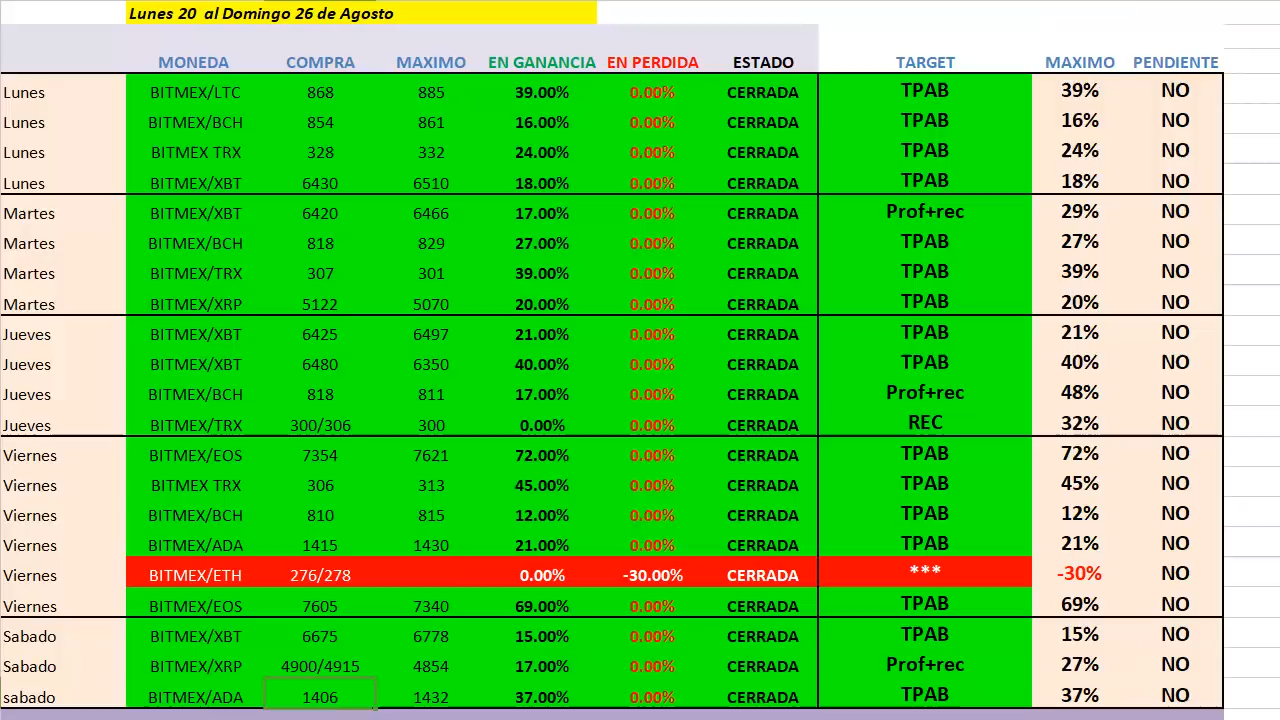 Lunes 20 al Domingo 26 de Agosto
MONEDA COMPRA MAXIMO EN GANANCIA EN PERDIDA ESTADO TARGET MAXIMO PENDIENTE
Lunes BITMEX/LTC 868 885 39.00% 0.00% CERRADA TPAB 39% NO
Lunes BITMEX/BCH 854 861 16.00% 0.00% CERRADA TPAB 16% NO
Lunes BITMEX TRX 328 332 24.00% 0.00% CERRADA TPAB 24% NO
Lunes BITMEX/XBT 6430 6510 18.00% 0.00% CERRADA TPAB 18% NO
Martes BITMEX/XBT 6420 6466 17.00% 0.00% CERRADA Prof+rec 29% NO
Martes BITMEX/BCH 818 829 27.00% 0.00% CERRADA TPAB 27% NO
Martes BITMEX/TRX 307 301 39.00% 0.00% CERRADA TPAB 39% NO
Martes BITMEX/XRP 5122 5070 20.00% 0.00% CERRADA TPAB 20% NO
Jueves BITMEX/XBT 6425 6497 21.00% 0.00% CERRADA TPAB 21% NO
Jueves BITMEX/XBT 6480 6350 40.00% 0.00% CERRADA TPAB 40% NO
Jueves BITMEX/BCH 818 811 17.00% 0.00% CERRADA Prof+rec 48% NO
Jueves BITMEX/TRX 300/306 300 0.00% 0.00% CERRADA REC 32% NO
Viernes BITMEX/EOS 7354 7621 72.00% 0.00% CERRADA TPAB 72% NO
Viernes BITMEX TRX 306 313 45.00% 0.00% CERRADA TPAB 45% NO
Viernes BITMEX/BCH 810 815 12.00% 0.00% CERRADA TPAB 12% NO
Viernes BITMEX/ADA 1415 1430 21.00% 0.00% CERRADA TPAB 21% NO
Viernes BITMEX/ETH 276/278 0.00% -30.00% CERRADA *** -30% NO
Viernes BITMEX/EOS 7605 7340 69.00% 0.00% CERRADA TPAB 69% NO
Sabado BITMEX/XBT 6675 6778 15.00% 0.00% CERRADA TPAB 15% NO
Sabado BITMEX/XRP 4900/4915 4854 17.00% 0.00% CERRADA Prof+rec 27% NO
sabado BITMEX/ADA 1406 1432 37.00% 0.00% CERRADA TPAB 37% NO